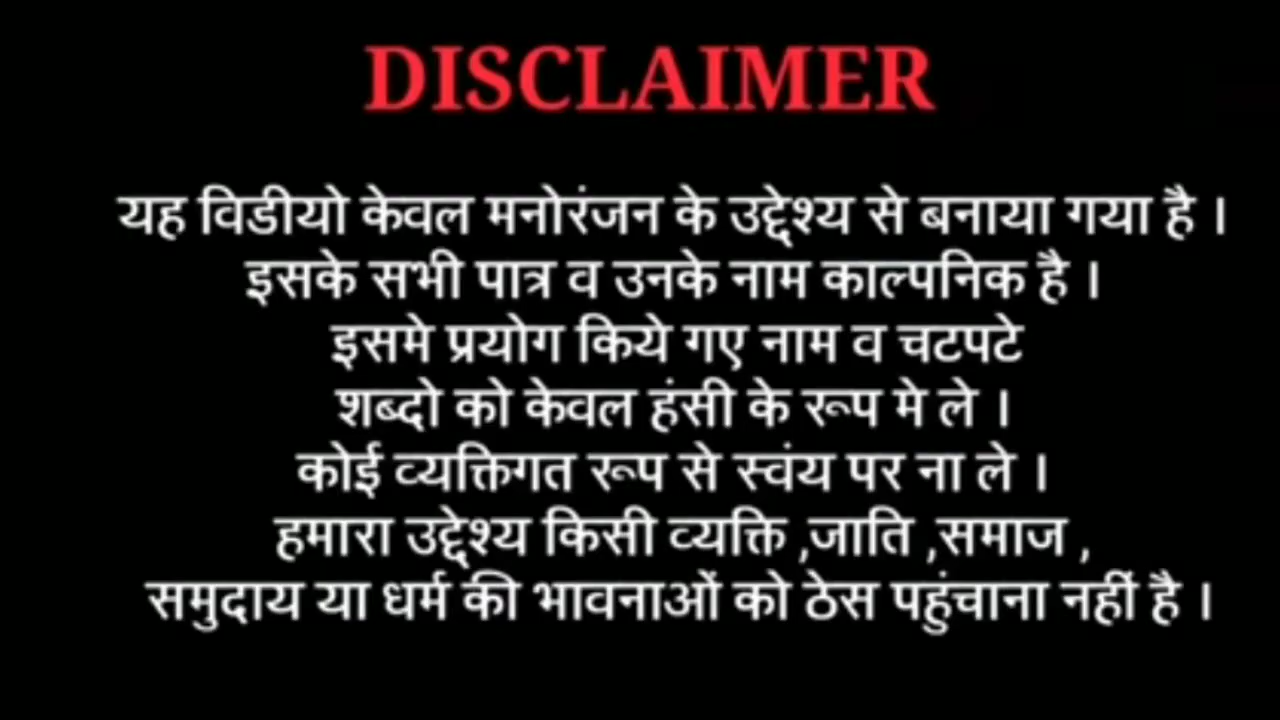 DISCLAIMER
यह विडीयो केवल मनोरंजन के उद्देश्य से बनाया गया है ।
इसके सभी पात्र व उनके नाम काल्पनिक है ।
इसमे प्रयोग किये गए नाम व चटपटे
शब्दो को केवल हंसी के रूप मे ले ।
कोई व्यक्तिगत रूप से स्वंय पर ना ले ।
हमारा उद्देश्य किसी व्यक्ति ,जाति ,समाज ,
समुदाय या धर्म की भावनाओं को ठेस पहुंचाना नहीं है ।